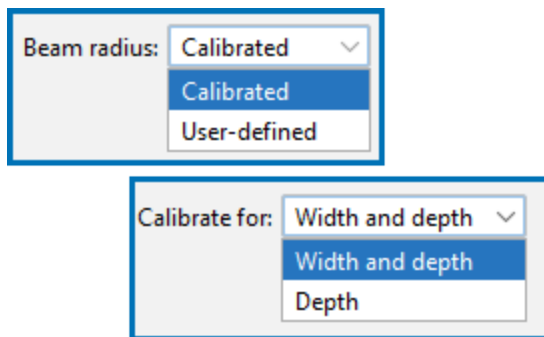 Beam radius: Calibrated
Calibrated
User-defined
Calibrate for: Width and depth
Width and depth
Depth